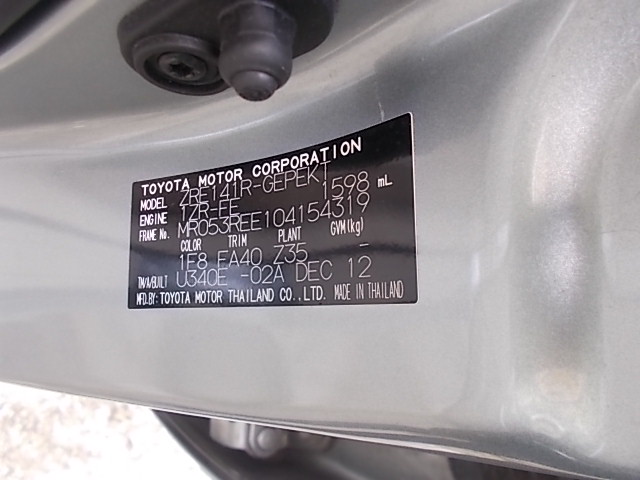 TOYOTA MOTOR CORPORATION
MODEL ZRE141R-GEPEKT
ENGINE 1ZR-FE 1598 mL
FRAME No. MR053REE104154319
COLOR TRIM PLANT GVM(kg)
1F8 FA40 Z35 -
TM/A/BUILT U340E -02A DEC 12
MFD.BY: TOYOTA MOTOR THAILAND CO.,LTD. MADE IN THAILAND